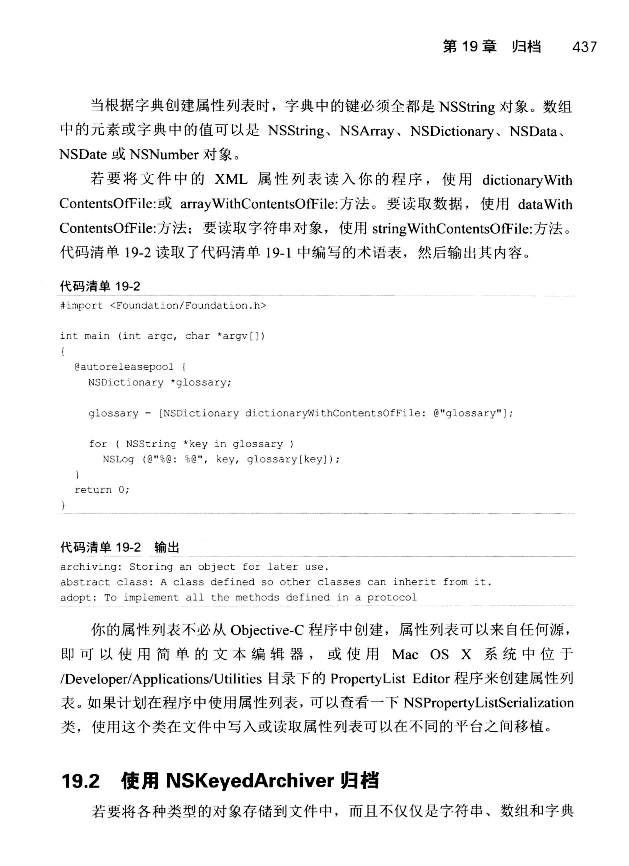 第 19 章 归档 437
当根据字典创建属性列表时，字典中的键必须全都是 NSString 对象。数组
中的元素或字典中的值可以是 NSString、NSArray、NSDictionary、NSData、
NSDate 或 NSNumber 对象。
若要将文件中的 XML 属性列表读入你的程序，使用 dictionaryWith
ContentsOfFile:或 arrayWithContentsOfFile:方法。要读取数据，使用 dataWith
ContentsOfFile:方法；要读取字符串对象，使用 stringWithContentsOfFile:方法。
代码清单 19-2 读取了代码清单 19-1 中编写的术语表，然后输出其内容。
代码清单 19-2
#import <Foundation/Foundation.h>
int main (int argc, char *argv[])
{
@autoreleasepool {
NSDictionary *glossary;
glossary = [NSDictionary dictionaryWithContentsOfFile: @"glossary"];
for ( NSString *key in glossary )
NSLog (@"%@: %@", key, glossary[key]);
}
return 0;
}
代码清单 19-2 输出
archiving: Storing an object for later use.
abstract class: A class defined so other classes can inherit from it.
adopt: To implement all the methods defined in a protocol
你的属性列表不必从 Objective-C 程序中创建，属性列表可以来自任何源，
即可以使用简单的文本编辑器，或使用 Mac OS X 系统中位于
/Developer/Applications/Utilities 目录下的 PropertyList Editor 程序来创建属性列
表。如果计划在程序中使用属性列表，可以查看一下 NSPropertyListSerialization
类，使用这个类在文件中写入或读取属性列表可以在不同的平台之间移植。
19.2 使用 NSKeyedArchiver 归档
若要将各种类型的对象存储到文件中，而且不仅仅是字符串、数组和字典